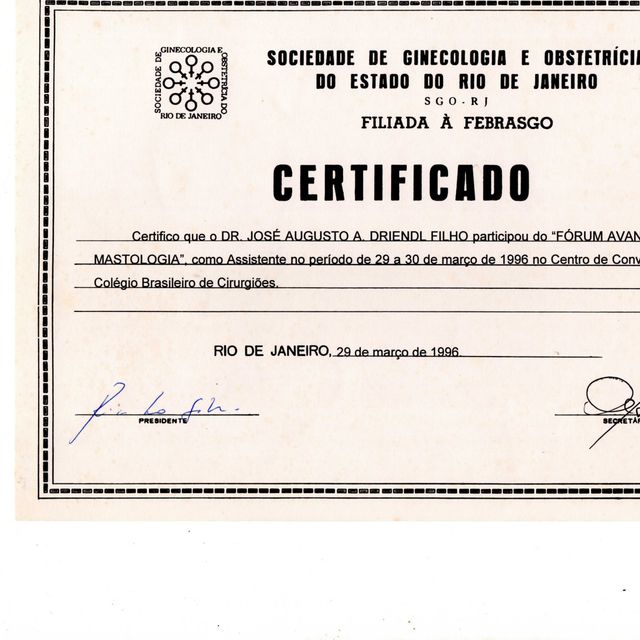 SOCIEDADE DE GINECOLOGIA E OBSTETRÍCIA DO
RIO DE JANEIRO
SOCIEDADE DE GINECOLOGIA E OBSTETRÍCIA
DO ESTADO DO RIO DE JANEIRO
SGO-RJ
FILIADA À FEBRASGO
CERTIFICADO
Certifico que o DR. JOSÉ AUGUSTO A. DRIENDL FILHO participou do "FÓRUM AVAN
MASTOLOGIA", como Assistente no período de 29 a 30 de março de 1996 no Centro de Conv
Colégio Brasileiro de Cirurgiões.
RIO DE JANEIRO, 29 de março de 1996
PRESIDENTE
SECRETÁR